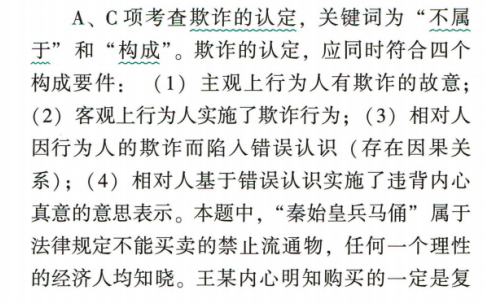 A、C项考查欺诈的认定，关键词为“不属
于”和“构成”。欺诈的认定，应同时符合四个
构成要件：（1）主观上行为人有欺诈的故意；
（2）客观上行为人实施了欺诈行为；（3）相对人
因行为人的欺诈而陷入错误认识（存在因果关
系）；（4）相对人基于错误认识实施了违背内心
真意的意思表示。本题中，“秦始皇兵马俑”属于
法律规定不能买卖的禁止流通物，任何一个理性
的经济人均知晓。王某内心明知购买的一定是复